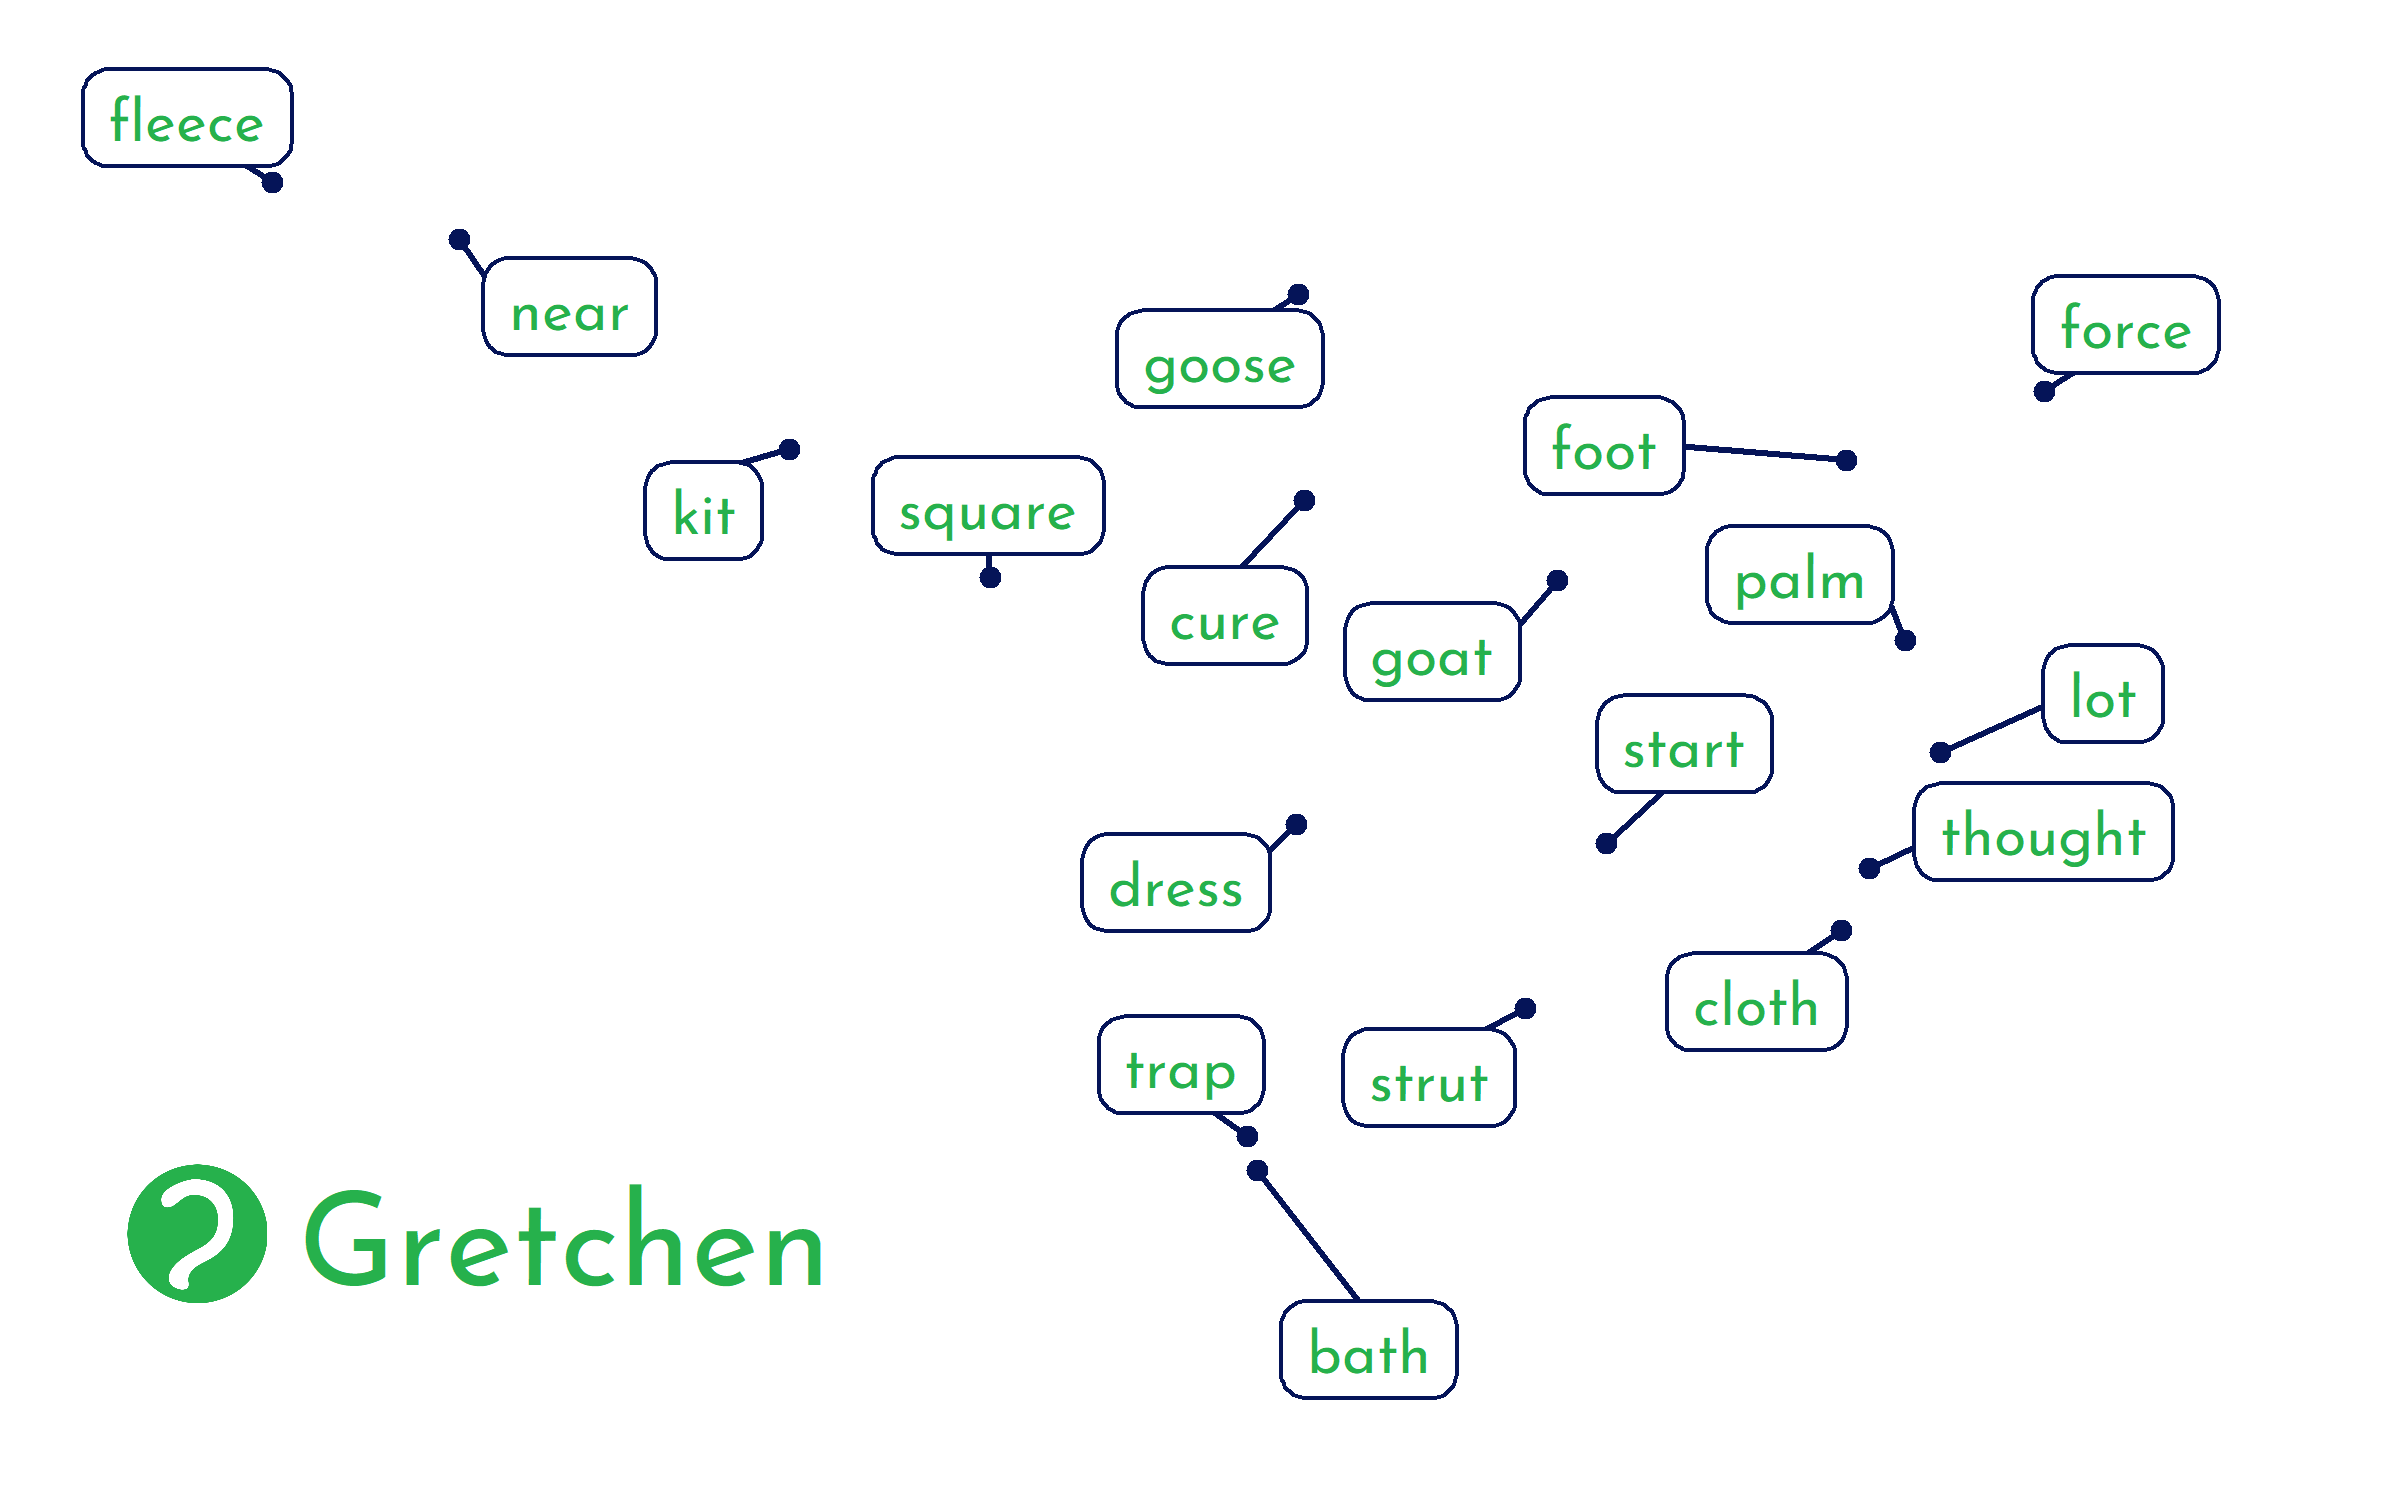 fleece
near
goose
force
foot
kit
square
palm
cure
goat
lot
start
thought
dress
cloth
trap
strut
Gretchen
bath